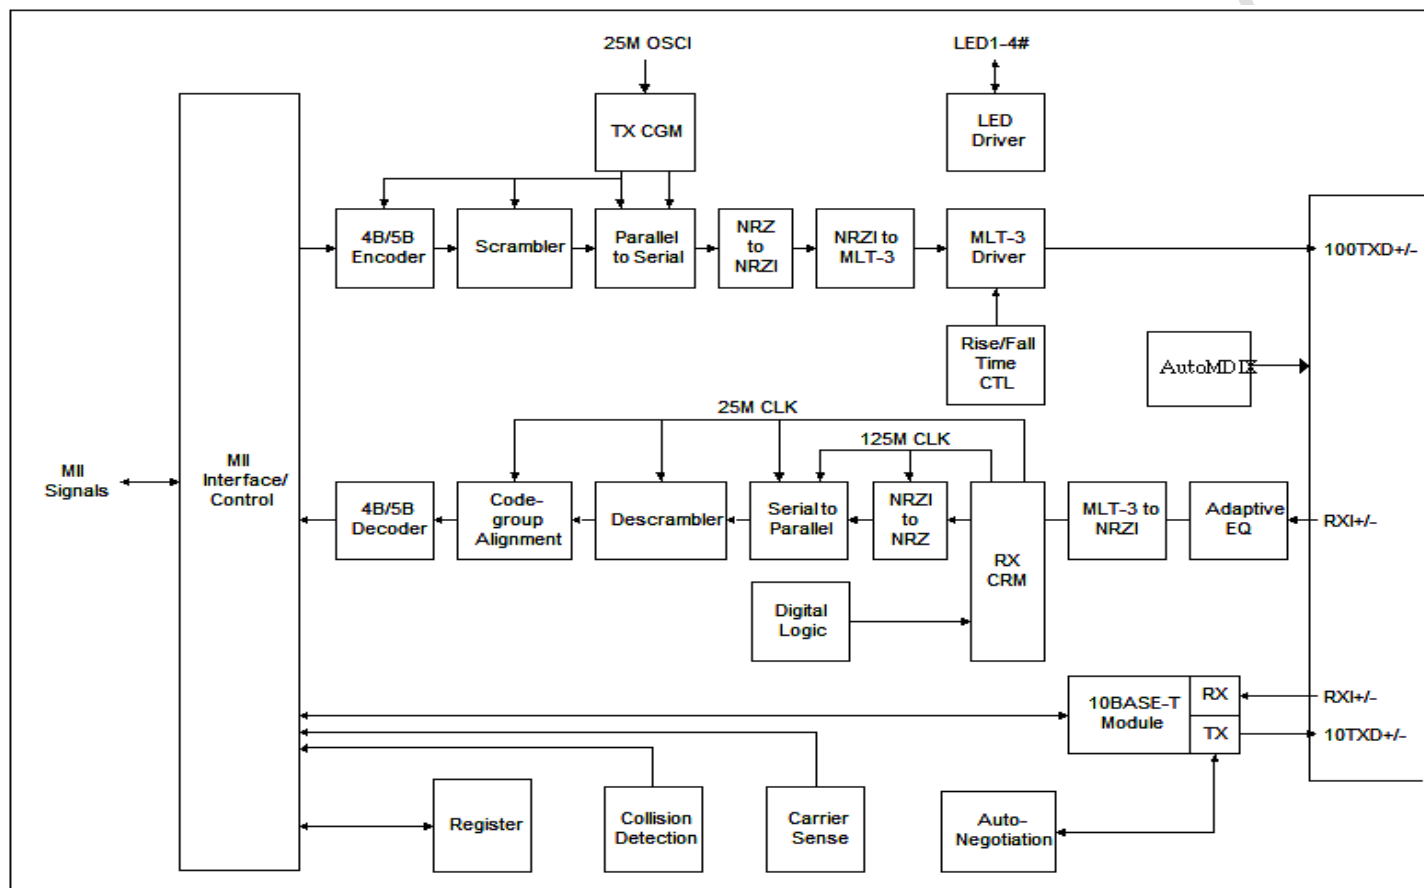 25M OSCI
LED1-4#
TX CGM
LED
Driver
4B/5B
Encoder
Scrambler
Parallel
to Serial
NRZ
to
NRZI
NRZI to
MLT-3
MLT-3
Driver
100TXD+/-
Rise/Fall
Time
CTL
AutoMDIX
25M CLK
125M CLK
MII
Signals
MII
Interface/
Control
4B/5B
Decoder
Code-
group
Alignment
Descrambler
Serial to
Parallel
NRZI
to
NRZ
RX
CRM
MLT-3 to
NRZI
Adaptive
EQ
RXI+/-
Digital
Logic
10BASE-T
Module
RX
TX
RXI+/-
10TXD+/-
Register
Collision
Detection
Carrier
Sense
Auto-
Negotiation